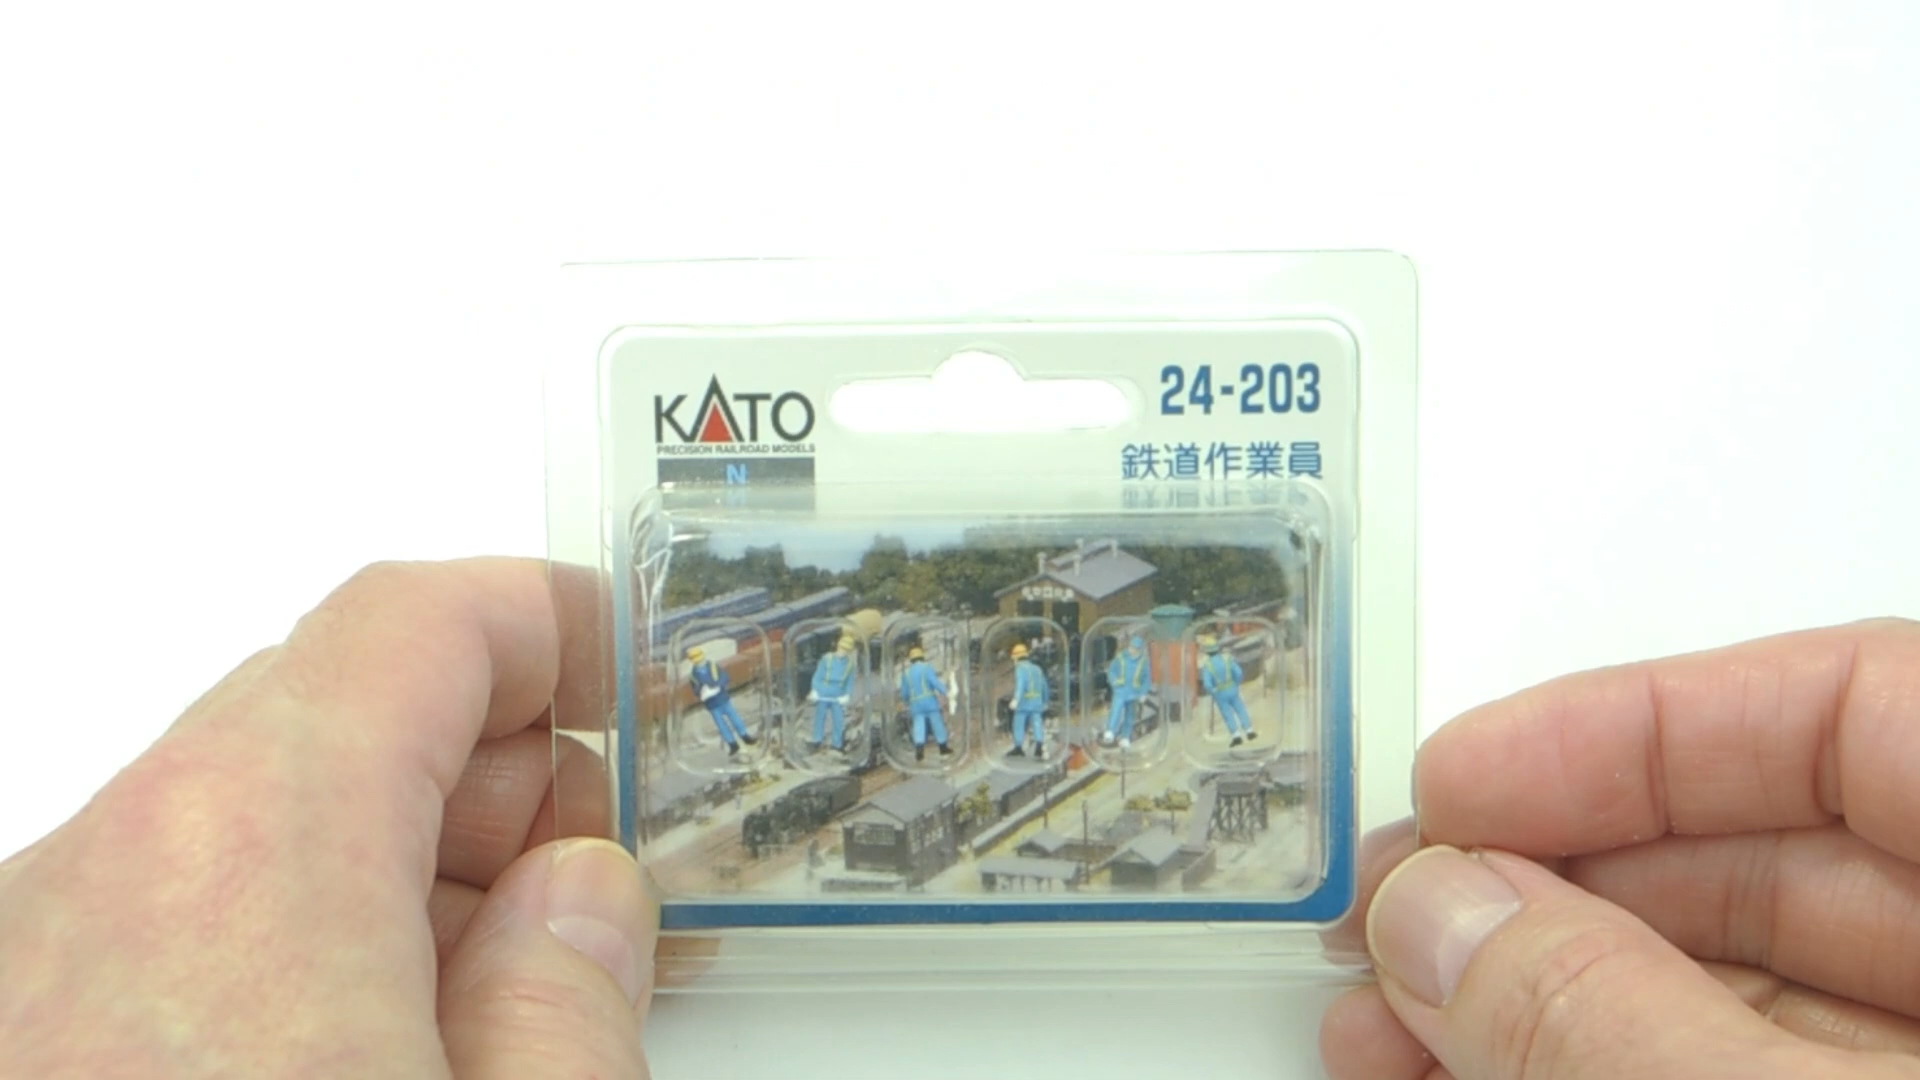 KATO
PRECISION RAILROAD MODELS
N
24-203
鉄道作業員